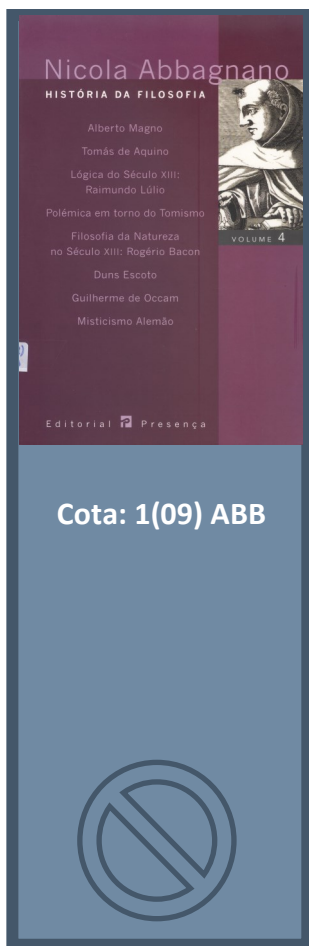 Nicola Abbagnano
HISTÓRIA DA FILOSOFIA
Alberto Magno
Tomás de Aquino
Lógica do Século XIII:
Raimundo Lúlio
Polémica em torno do Tomismo
Filosofia da Natureza
no Século XIII: Rogério Bacon
Duns Escoto
Guilherme de Occam
Misticismo Alemão
VOLUME 4
Editorial Presença
Cota: 1(09) ABB